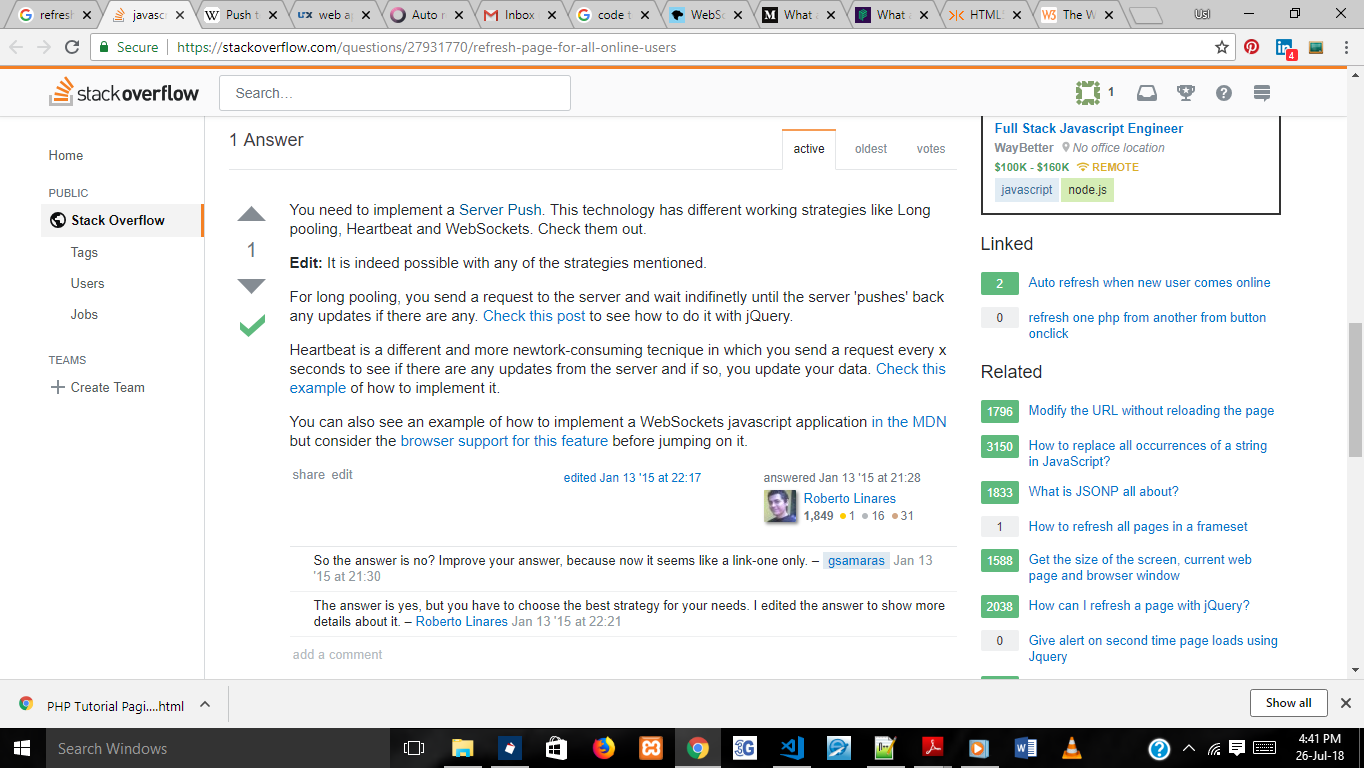 refresh
javascr
Push t
web a
Auto r
Inbox
code t
WebSo
What a
What a
HTML5
The W
Usl
Secure
https://stackoverflow.com/questions/27931770/refresh-page-for-all-online-users
4
stackoverflow
Search...
1
Home
PUBLIC
Stack Overflow
Tags
Users
Jobs
TEAMS
Create Team
1 Answer
active
oldest
votes
1
You need to implement a Server Push. This technology has different working strategies like Long
pooling, Heartbeat and WebSockets. Check them out.
Edit: It is indeed possible with any of the strategies mentioned.
For long pooling, you send a request to the server and wait indifinetly until the server 'pushes' back
any updates if there are any. Check this post to see how to do it with jQuery.
Heartbeat is a different and more newtork-consuming tecnique in which you send a request every x
seconds to see if there are any updates from the server and if so, you update your data. Check this
example of how to implement it.
You can also see an example of how to implement a WebSockets javascript application in the MDN
but consider the browser support for this feature before jumping on it.
share edit
edited Jan 13 '15 at 22:17
answered Jan 13 '15 at 21:28
Roberto Linares
1,849 1 16 31
So the answer is no? Improve your answer, because now it seems like a link-one only. – gsamaras Jan 13
'15 at 21:30
The answer is yes, but you have to choose the best strategy for your needs. I edited the answer to show more
details about it. – Roberto Linares Jan 13 '15 at 22:21
add a comment
Full Stack Javascript Engineer
WayBetter No office location
$100K - $160K REMOTE
javascript node.js
Linked
2 Auto refresh when new user comes online
0 refresh one php from another from button
onclick
Related
1796 Modify the URL without reloading the page
3150 How to replace all occurrences of a string
in JavaScript?
1833 What is JSONP all about?
1 How to refresh all pages in a frameset
1588 Get the size of the screen, current web
page and browser window
2038 How can I refresh a page with jQuery?
0 Give alert on second time page loads using
Jquery
PHP Tutorial Pagi....html
Show all
Search Windows
4:41 PM
26-Jul-18